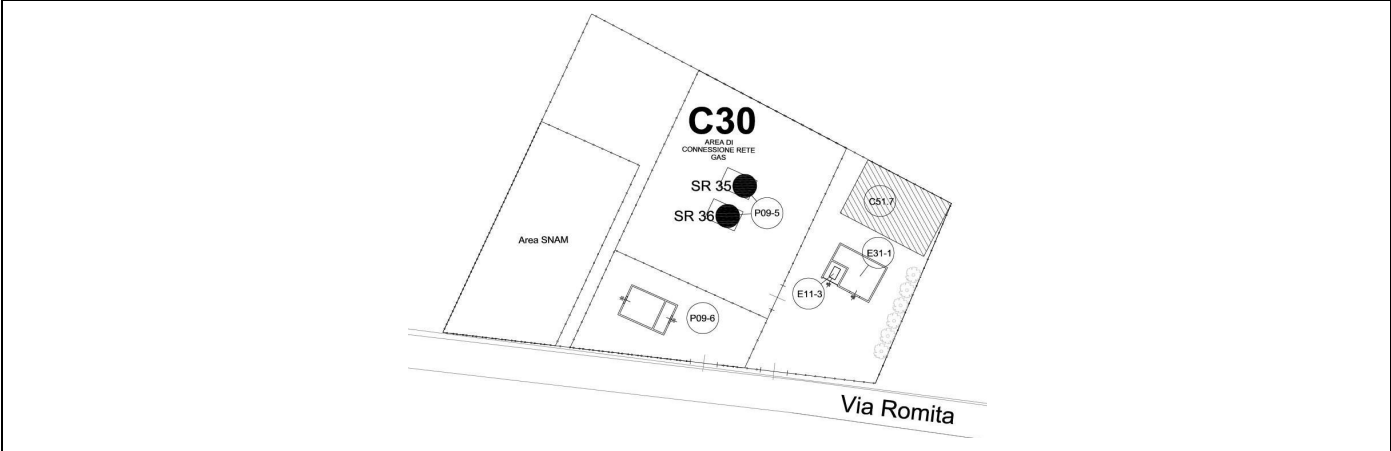 C30
AREA DI
CONNESSIONE RETE
GAS
SR 35
SR 36
P09-5
C51.7
Area SNAM
E31-1
E11-3
P09-6
Via Romita